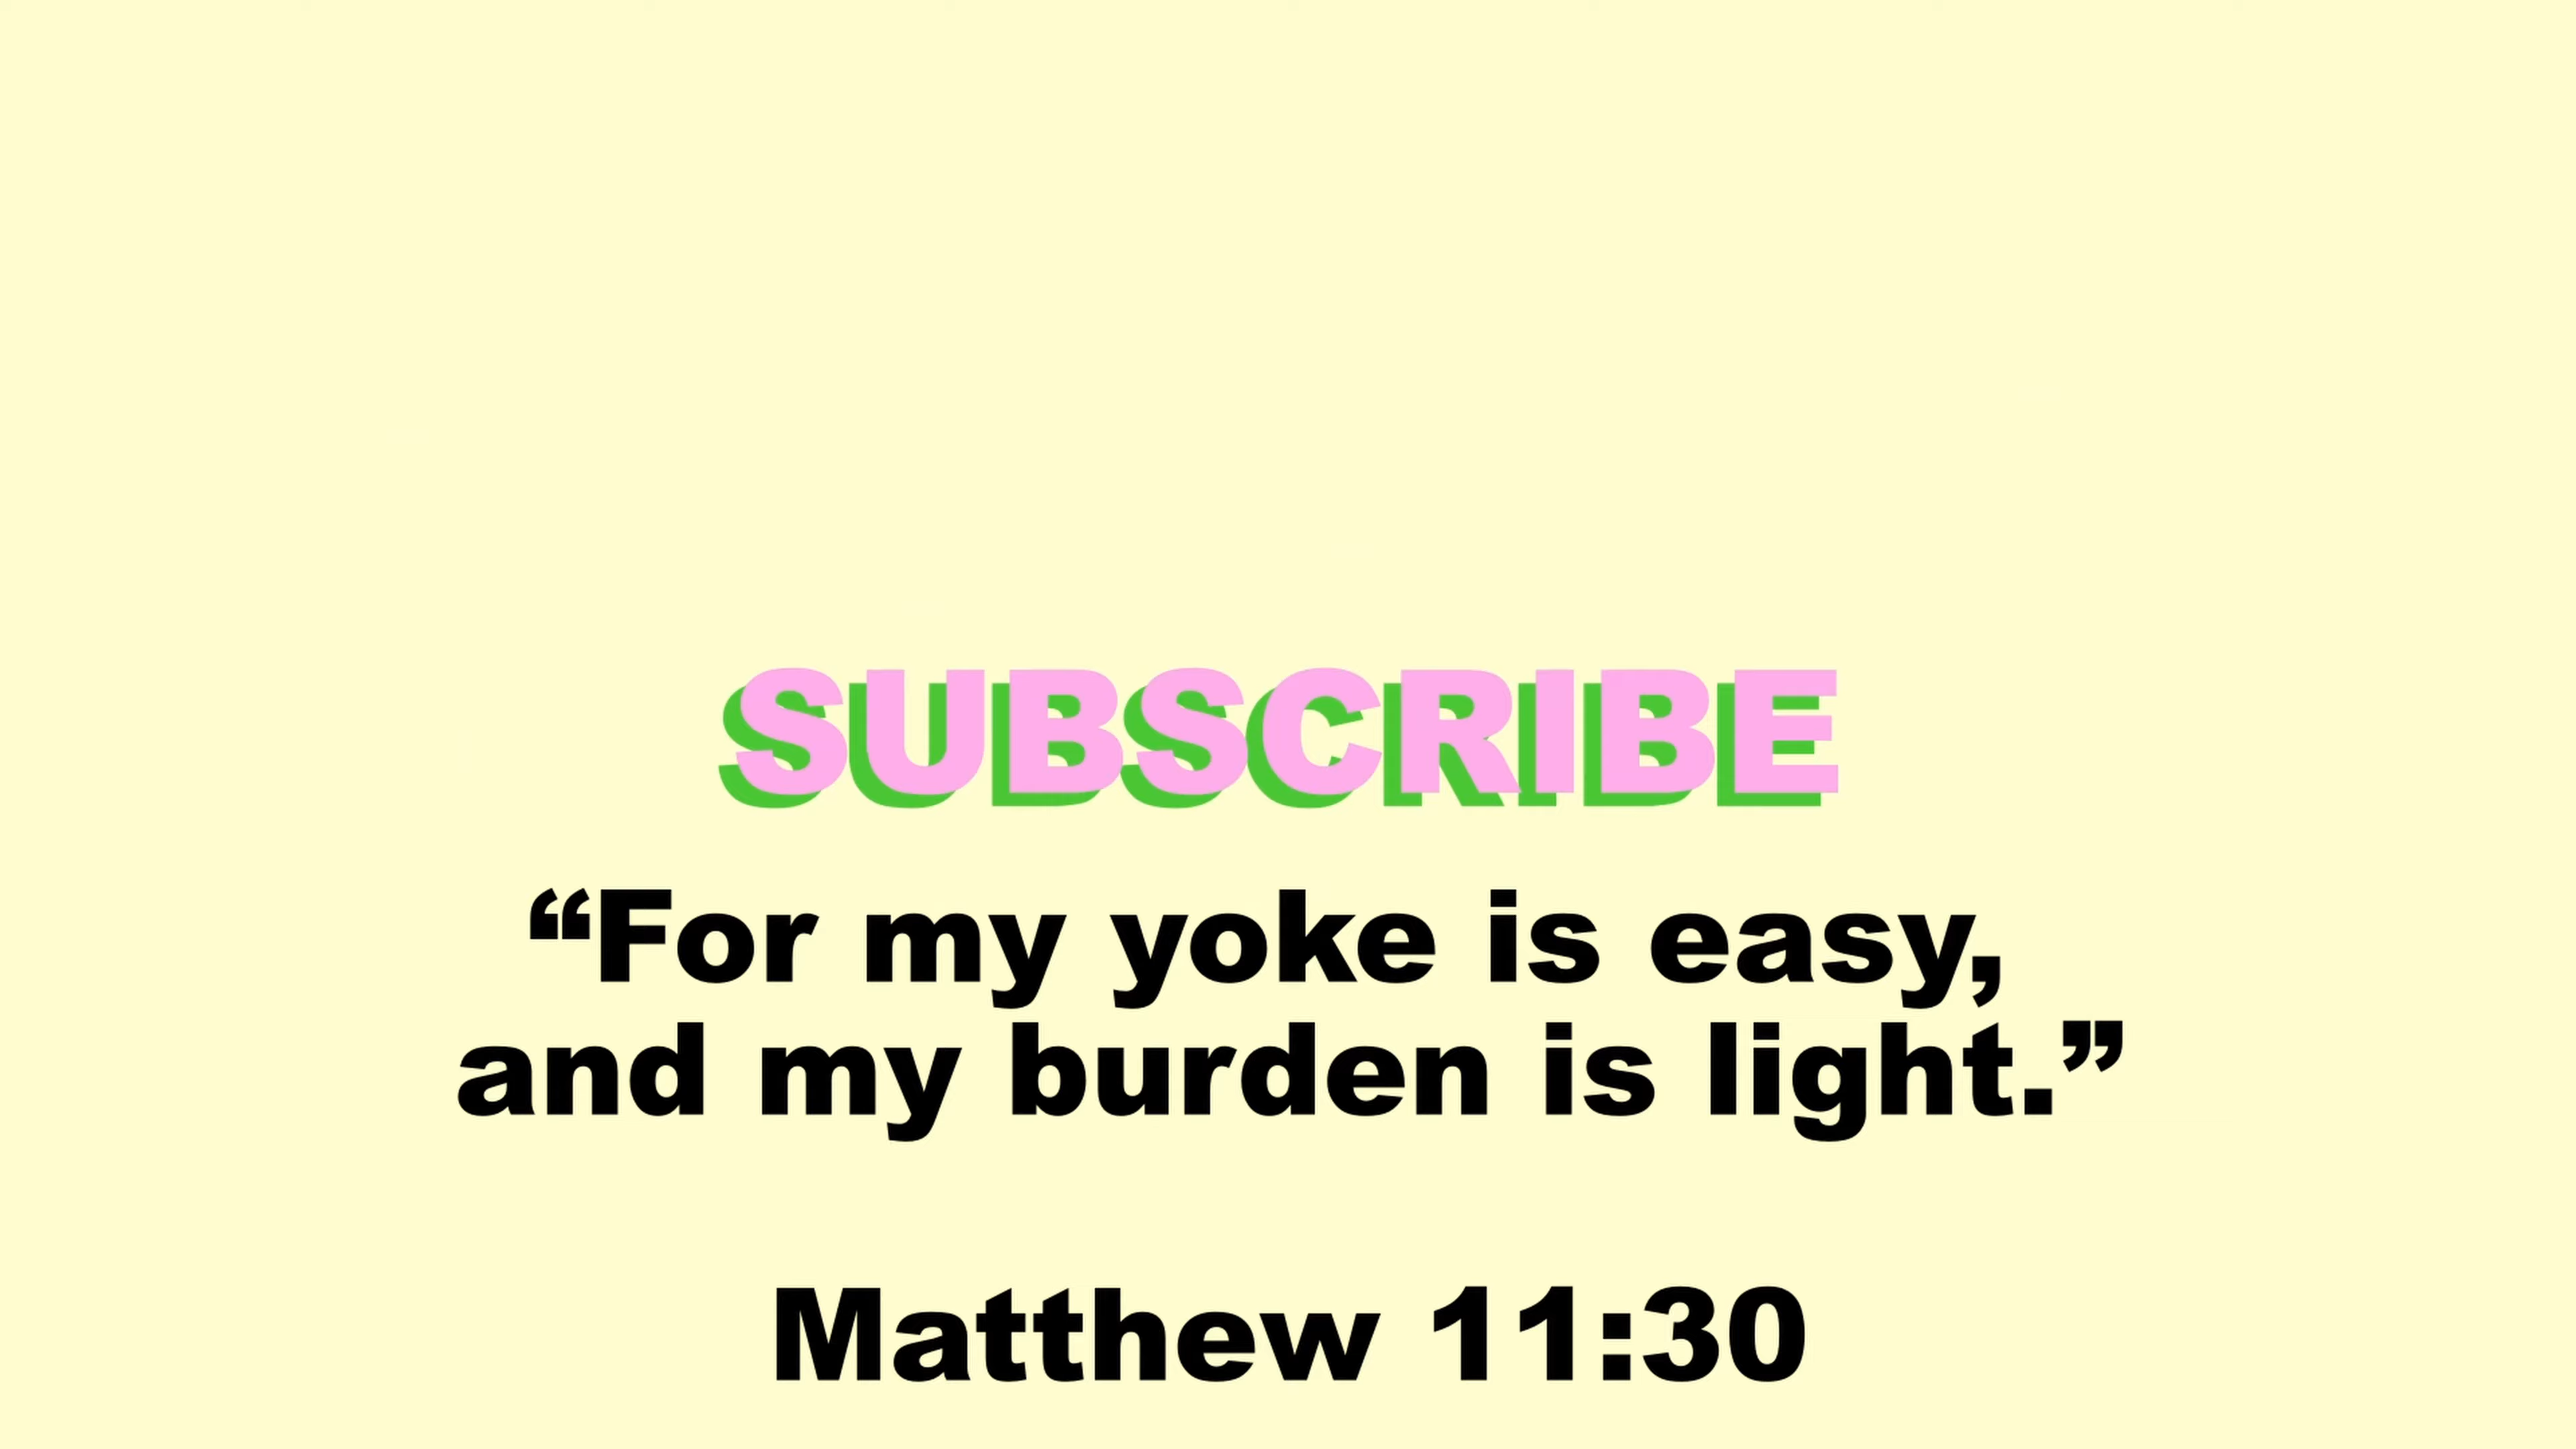 SUBSCRIBE
“For my yoke is easy,
and my burden is light.”
Matthew 11:30